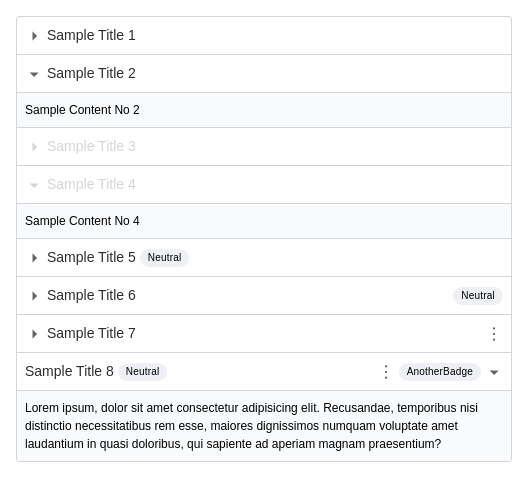 Sample Title 1
Sample Title 2
Sample Content No 2
Sample Title 3
Sample Title 4
Sample Content No 4
Sample Title 5 Neutral
Sample Title 6 Neutral
Sample Title 7
Sample Title 8 Neutral AnotherBadge
Lorem ipsum, dolor sit amet consectetur adipisicing elit. Recusandae, temporibus nisi
distinctio necessitatibus rem esse, maiores dignissimos numquam voluptate amet
laudantium in quasi doloribus, qui sapiente ad aperiam magnam praesentium?